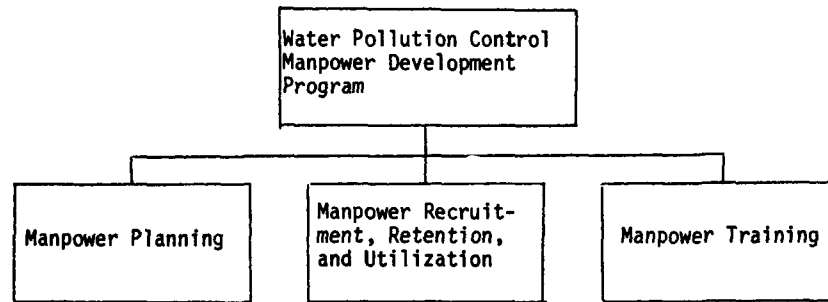 Water Pollution Control
Manpower Development
Program
Manpower Planning
Manpower Recruit-
ment, Retention,
and Utilization
Manpower Training